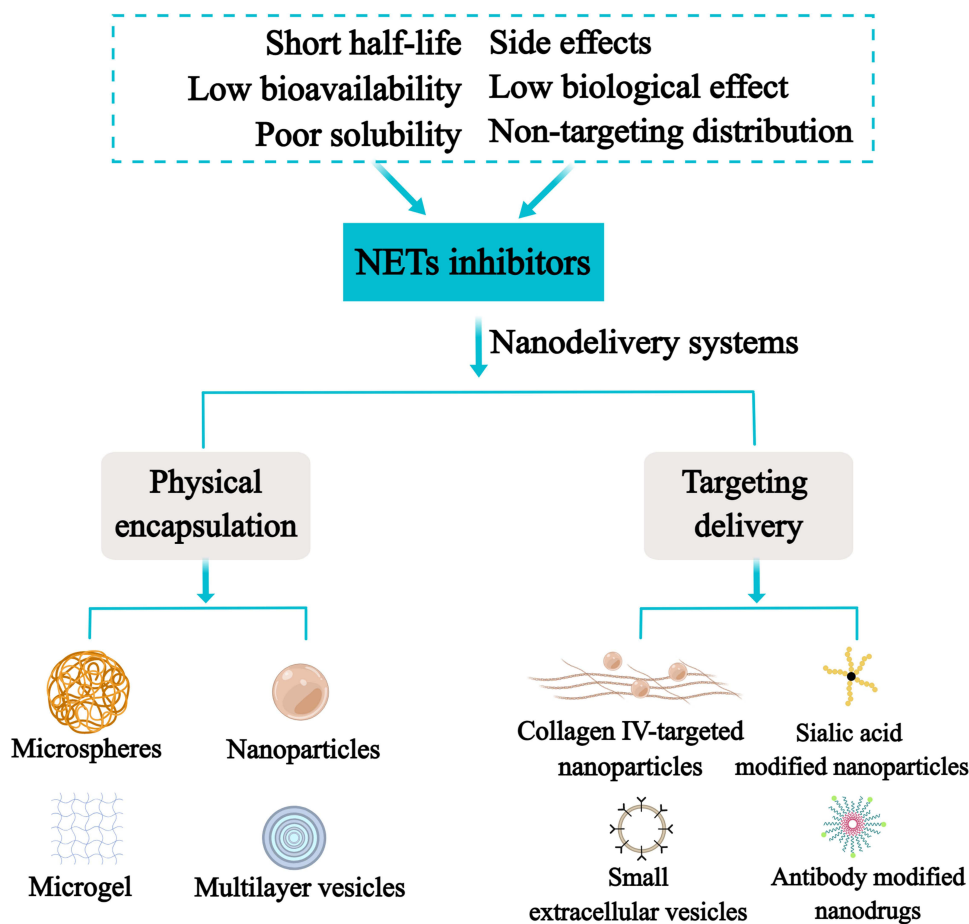 Short half-life
Side effects
Low bioavailability
Low biological effect
Poor solubility
Non-targeting distribution
NETs inhibitors
Nanodelivery systems
Physical
encapsulation
Targeting
delivery
Microspheres
Nanoparticles
Microgel
Multilayer vesicles
Collagen IV-targeted
nanoparticles
Sialic acid
modified nanoparticles
Small
extracellular vesicles
Antibody modified
nanodrugs